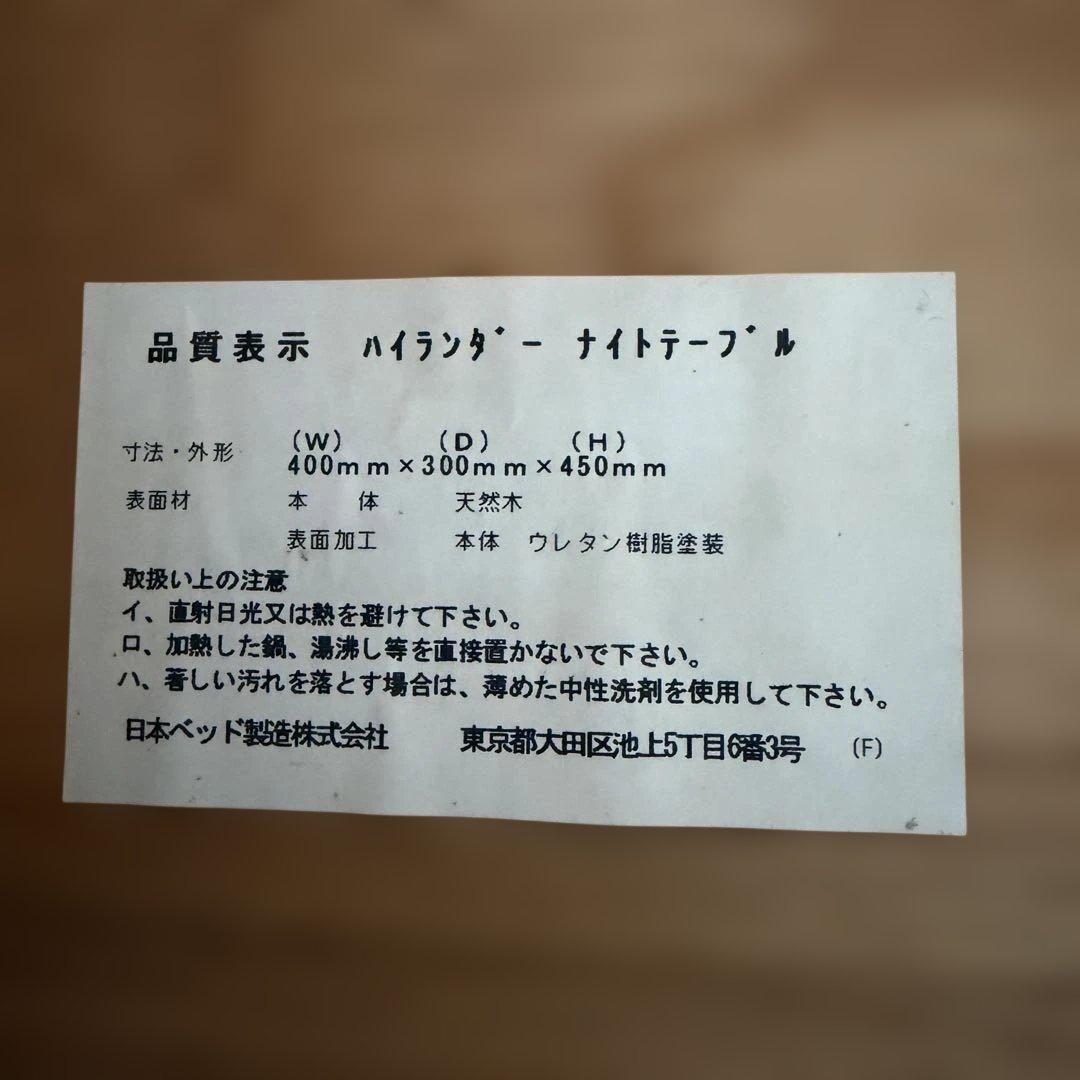 品質表示 ﾊｲﾗﾝﾀﾞｰ ﾅｲﾄﾃｰﾌﾞﾙ
（W） （D） （H）
寸法・外形 400mm×300mm×450mm
表面材 本 体 天然木
表面加工 本体 ウレタン樹脂塗装
取扱い上の注意
イ、直射日光又は熱を避けて下さい。
ロ、加熱した鍋、湯沸し等を直接置かないで下さい。
ハ、著しい汚れを落とす場合は、薄めた中性洗剤を使用して下さい。
日本ベッド製造株式会社 東京都大田区池上5丁目6番3号 （F）